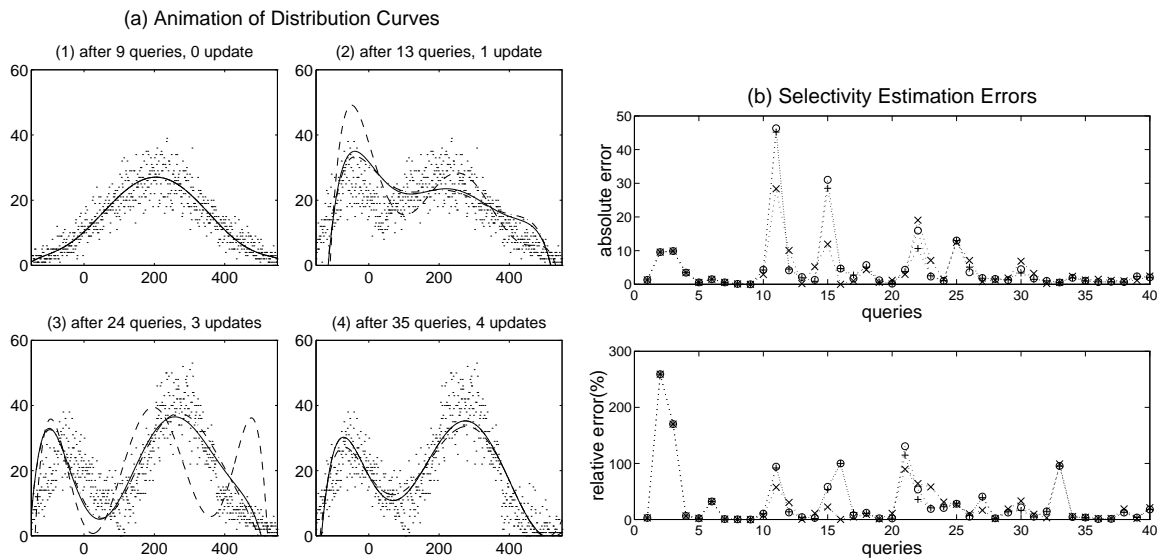 (a) Animation of Distribution Curves
(1) after 9 queries, 0 update
60
40
20
0
0 200 400
(2) after 13 queries, 1 update
60
40
20
0
0 200 400
(3) after 24 queries, 3 updates
60
40
20
0
0 200 400
(4) after 35 queries, 4 updates
60
40
20
0
0 200 400
(b) Selectivity Estimation Errors
absolute error
50
40
30
20
10
0
0 5 10 15 20 25 30 35 40
queries
relative error(%)
300
200
100
0
0 5 10 15 20 25 30 35 40
queries